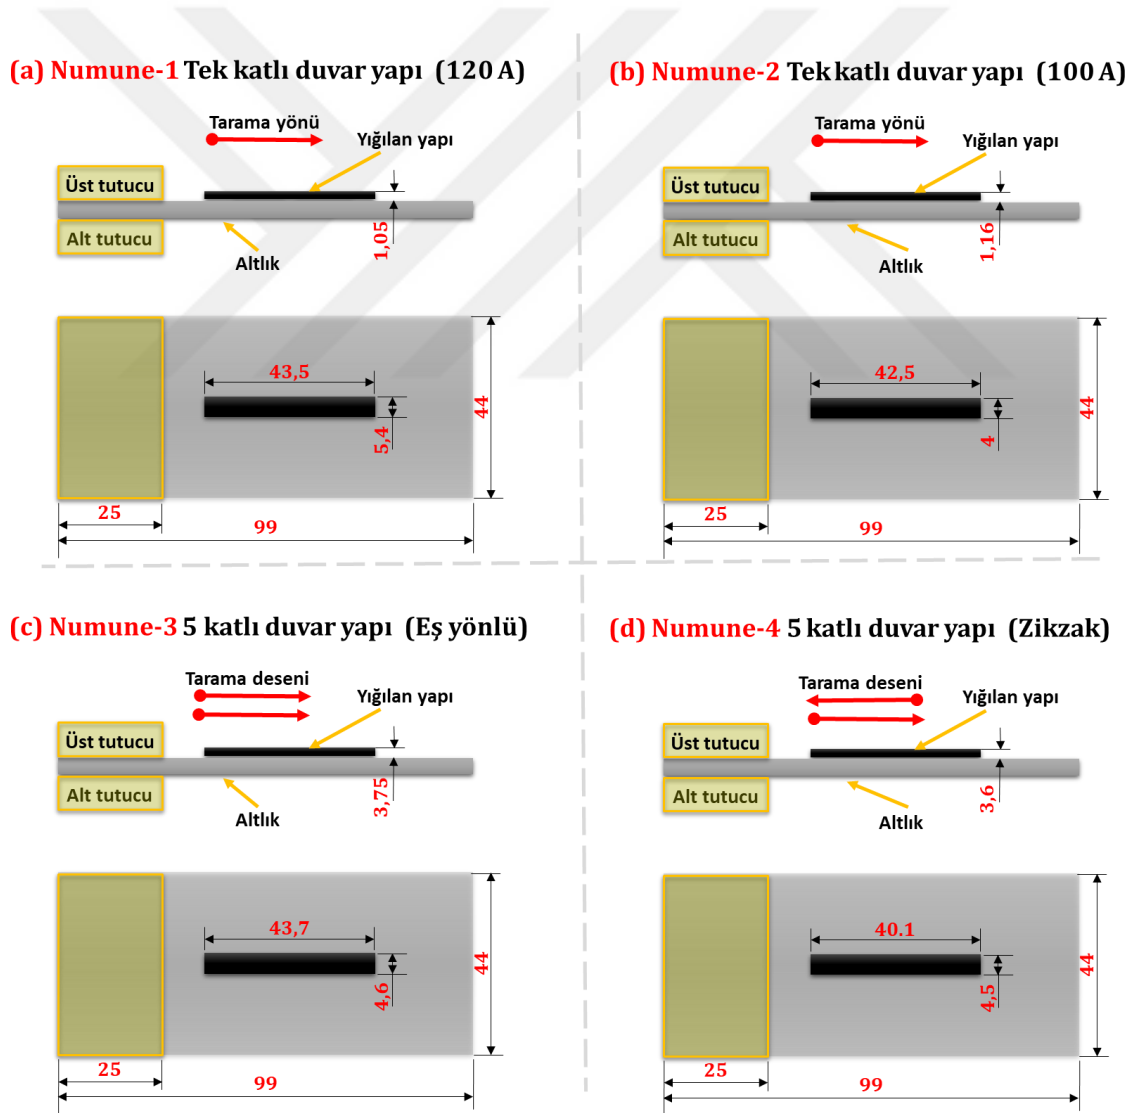 (a) Numune-1 Tek katlı duvar yapı (120 A)
Tarama yönü
Yığılan yapı
Üst tutucu
Alt tutucu
Altlık
1,05
43,5
5,4
44
25
99
(b) Numune-2 Tek katlı duvar yapı (100 A)
Tarama yönü
Yığılan yapı
Üst tutucu
Alt tutucu
Altlık
1,16
42,5
4
44
25
99
(c) Numune-3 5 katlı duvar yapı (Eş yönlü)
Tarama deseni
Yığılan yapı
Üst tutucu
Alt tutucu
Altlık
3,75
43,7
4,6
44
25
99
(d) Numune-4 5 katlı duvar yapı (Zikzak)
Tarama deseni
Yığılan yapı
Üst tutucu
Alt tutucu
Altlık
3,6
40.1
4,5
44
25
99